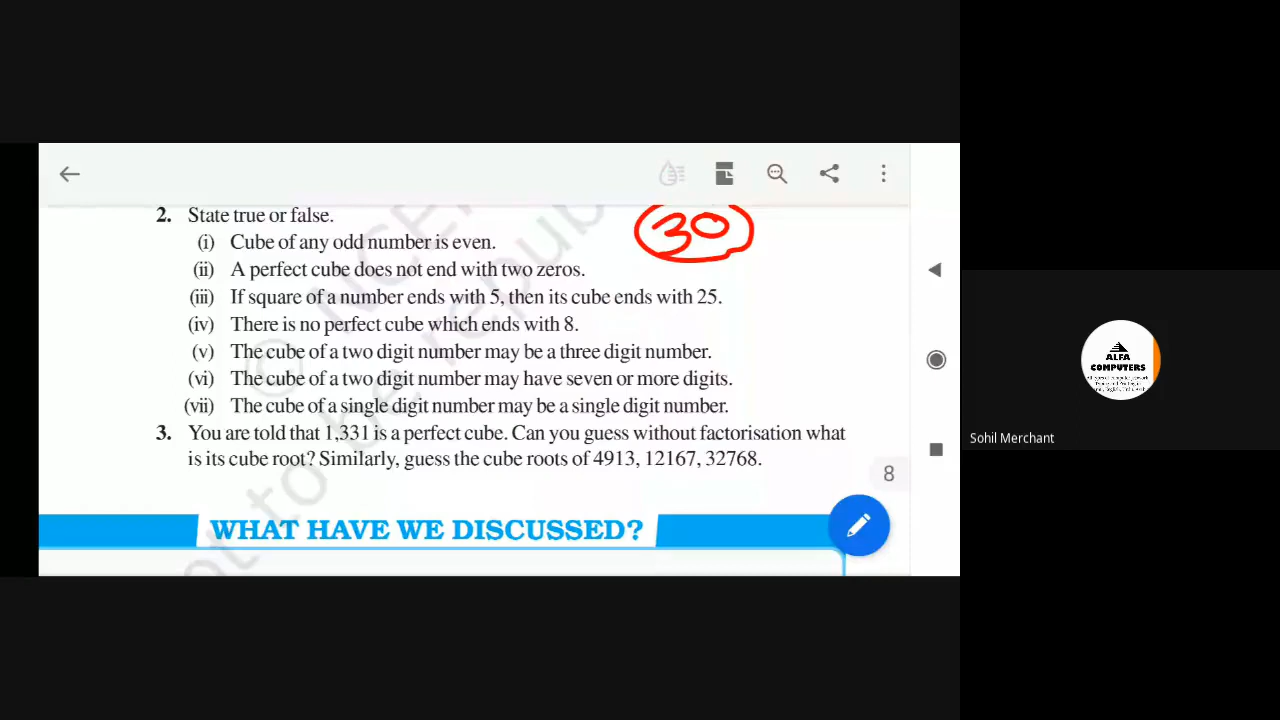 2. State true or false.
30
(i) Cube of any odd number is even.
(ii) A perfect cube does not end with two zeros.
(iii) If square of a number ends with 5, then its cube ends with 25.
(iv) There is no perfect cube which ends with 8.
(v) The cube of a two digit number may be a three digit number.
(vi) The cube of a two digit number may have seven or more digits.
(vii) The cube of a single digit number may be a single digit number.
3. You are told that 1,331 is a perfect cube. Can you guess without factorisation what
is its cube root? Similarly, guess the cube roots of 4913, 12167, 32768.
8
WHAT HAVE WE DISCUSSED?
ALFA
COMPUTERS
Sohil Merchant